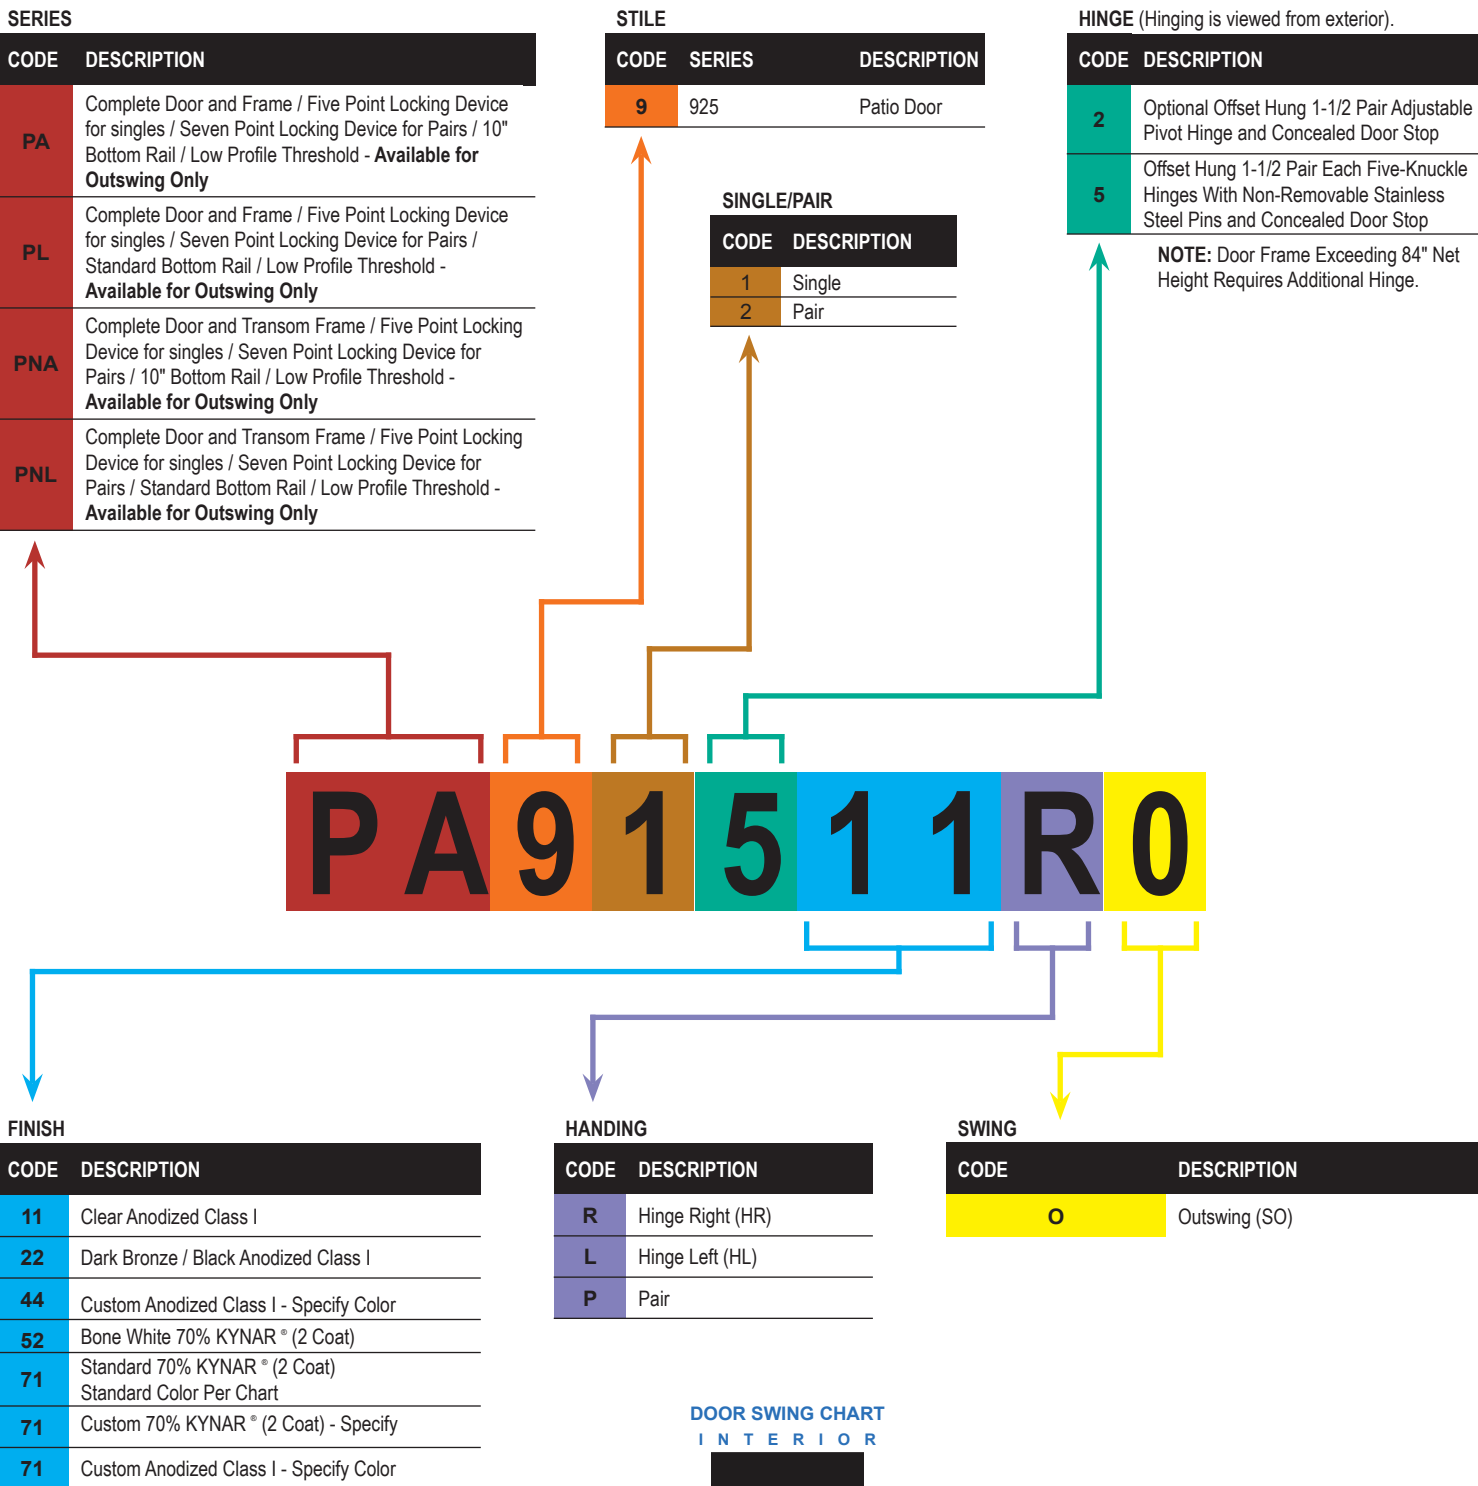 SERIES
CODE DESCRIPTION
PA
Complete Door and Frame / Five Point Locking Device
for singles / Seven Point Locking Device for Pairs / 10"
Bottom Rail / Low Profile Threshold - Available for
Outswing Only
PL
Complete Door and Frame / Five Point Locking Device
for singles / Seven Point Locking Device for Pairs /
Standard Bottom Rail / Low Profile Threshold -
Available for Outswing Only
PNA
Complete Door and Transom Frame / Five Point Locking
Device for singles / Seven Point Locking Device for
Pairs / 10" Bottom Rail / Low Profile Threshold -
Available for Outswing Only
PNL
Complete Door and Transom Frame / Five Point Locking
Device for singles / Seven Point Locking Device for
Pairs / Standard Bottom Rail / Low Profile Threshold -
Available for Outswing Only
STILE
CODE SERIES DESCRIPTION
9 925 Patio Door
SINGLE/PAIR
CODE DESCRIPTION
1 Single
2 Pair
HINGE (Hinging is viewed from exterior).
CODE DESCRIPTION
2
Optional Offset Hung 1-1/2 Pair Adjustable
Pivot Hinge and Concealed Door Stop
5
Offset Hung 1-1/2 Pair Each Five-Knuckle
Hinges With Non-Removable Stainless
Steel Pins and Concealed Door Stop
NOTE: Door Frame Exceeding 84" Net
Height Requires Additional Hinge.
PA91511R0
FINISH
CODE DESCRIPTION
11 Clear Anodized Class I
22 Dark Bronze / Black Anodized Class I
44 Custom Anodized Class I - Specify Color
52 Bone White 70% KYNAR ® (2 Coat)
71
Standard 70% KYNAR ® (2 Coat)
Standard Color Per Chart
71 Custom 70% KYNAR ® (2 Coat) - Specify
71 Custom Anodized Class I - Specify Color
HANDING
CODE DESCRIPTION
R Hinge Right (HR)
L Hinge Left (HL)
P Pair
SWING
CODE DESCRIPTION
O Outswing (SO)
DOOR SWING CHART
INTERIOR